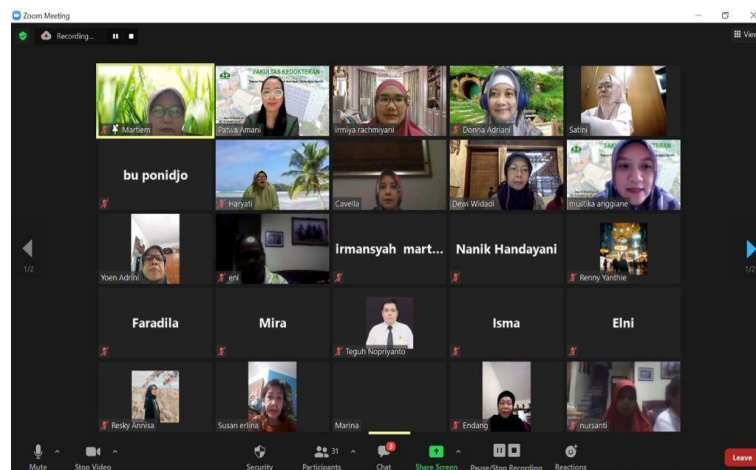 Zoom Meeting
Recording...
View
FAKULTAS KEDOKTERAN
Martiem
Patwa Amani
irmiya rachmiyani
Donna Adriani
Satini
bu ponidjo
Haryati
Cavella
Dewi Widadi
mustika anggiane
Yoen Adrini
eni
irmansyah mart...
Nanik Handayani
Renny Yanthie
1/2
1/2
Faradila
Mira
Teguh Nopriyanto
Isma
Elni
Resky Annisa
Susan erlina
Marina
Endang
nursanti
31
3
Mute
Stop Video
Security
Participants
Chat
Share Screen
Pause/Stop Recording
Reactions
Leave